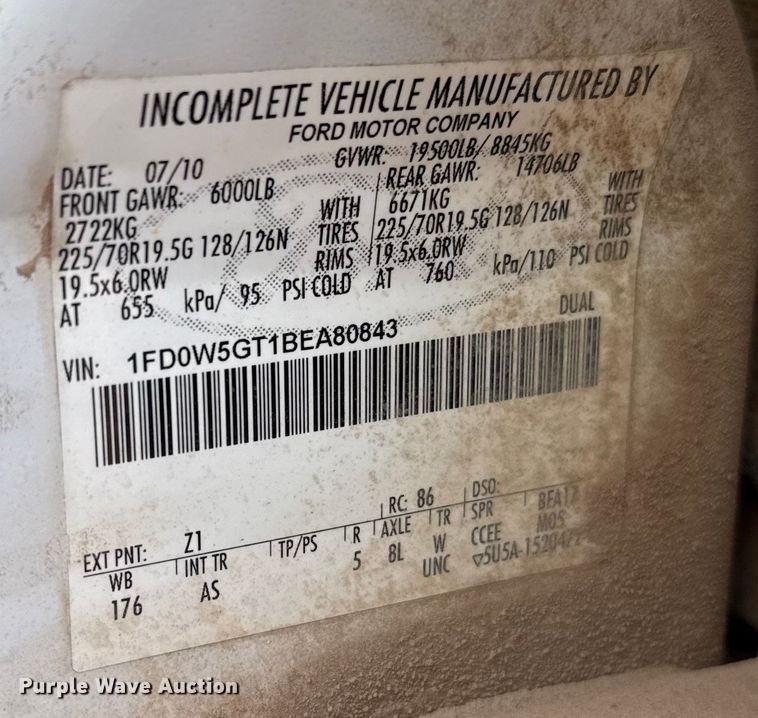 INCOMPLETE VEHICLE MANUFACTURED BY
FORD MOTOR COMPANY
DATE: 07/10 GVWR: 19500LB/ 8845KG
FRONT GAWR: 6000LB REAR GAWR: 14706LB
2722KG WITH 6671KG WITH
225/70R19.5G 128/126N TIRES 225/70R19.5G 128/126N TIRES
19.5x6.0RW RIMS 19.5x6.0RW RIMS
AT 655 kPa/ 95 PSI COLD AT 760 kPa/110 PSI COLD
DUAL
VIN: 1FD0W5GT1BEA80843
EXT PNT: Z1 RC: 86 DSO:
WB INT TR TP/PS R AXLE TR SPR
176 AS 5 8L W CCEE M05
UNC ▽5U5A-1520472
Purple Wave Auction